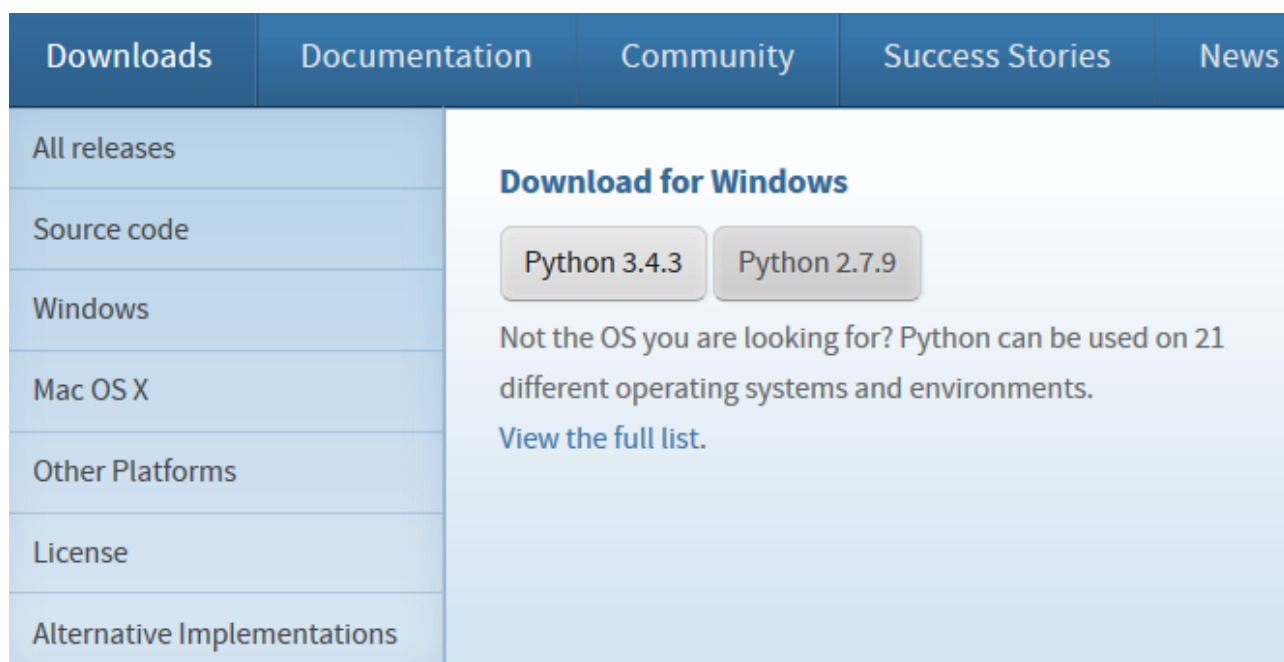 Downloads Documentation Community Success Stories News
All releases
Source code
Windows
Mac OS X
Other Platforms
License
Alternative Implementations
Download for Windows
Python 3.4.3 Python 2.7.9
Not the OS you are looking for? Python can be used on 21
different operating systems and environments.
View the full list.